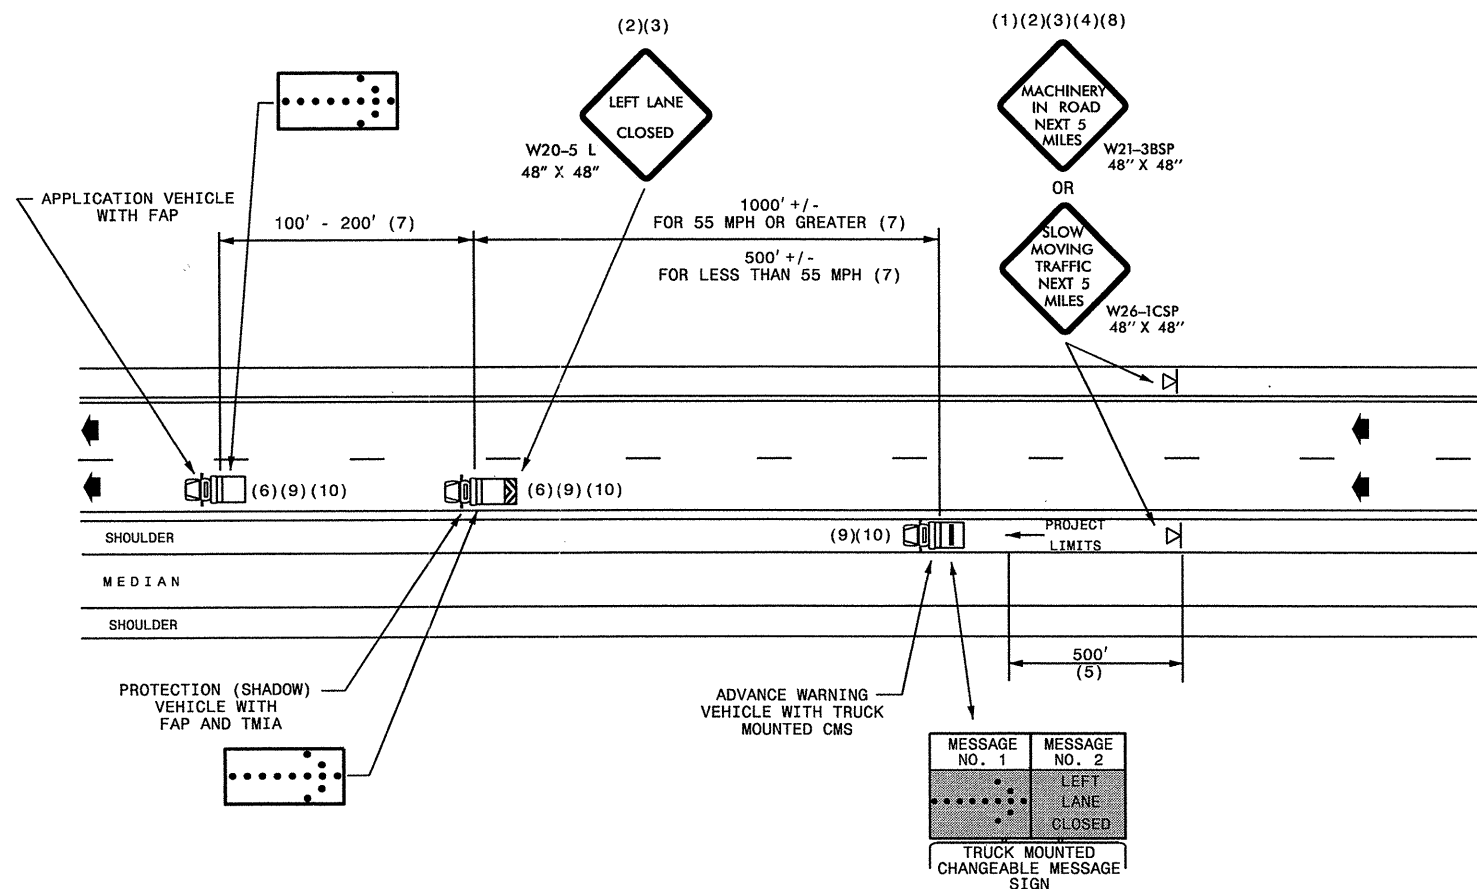 (2)(3)
(1)(2)(3)(4)(8)
LEFT LANE
CLOSED
W20-5 L
48" X 48"
MACHINERY
IN ROAD
NEXT 5
MILES
W21-3BSP
48" X 48"
OR
SLOW
MOVING
TRAFFIC
NEXT 5
MILES
W26-1CSP
48" X 48"
APPLICATION VEHICLE
WITH FAP
100' - 200' (7)
1000' +/-
FOR 55 MPH OR GREATER (7)
500' +/-
FOR LESS THAN 55 MPH (7)
(6)(9)(10)
(6)(9)(10)
(9)(10)
PROJECT
LIMITS
SHOULDER
MEDIAN
SHOULDER
500'
(5)
PROTECTION (SHADOW)
VEHICLE WITH
FAP AND TMIA
ADVANCE WARNING
VEHICLE WITH TRUCK
MOUNTED CMS
MESSAGE
NO. 1
MESSAGE
NO. 2
LEFT
LANE
CLOSED
TRUCK MOUNTED
CHANGEABLE MESSAGE
SIGN